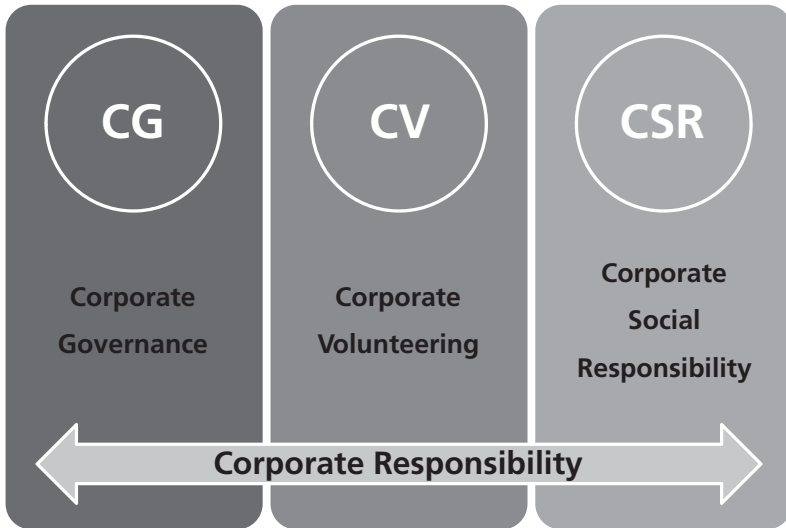 CG
Corporate
Governance
CV
Corporate
Volunteering
CSR
Corporate
Social
Responsibility
Corporate Responsibility